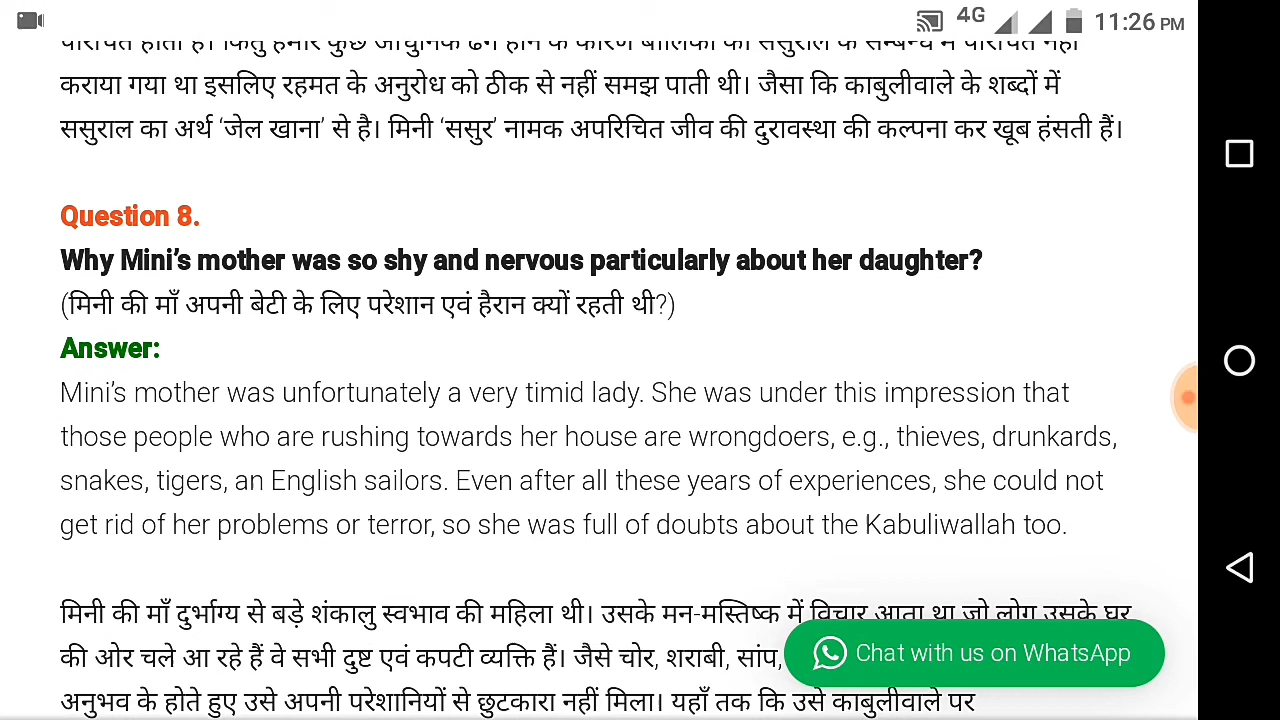 4G 11:26 PM
कराया गया था इसलिए रहमत के अनुरोध को ठीक से नहीं समझ पाती थी। जैसा कि काबुलीवाले के शब्दों में
ससुराल का अर्थ ‘जेल खाना’ से है। मिनी ‘ससुर’ नामक अपरिचित जीव की दुरावस्था की कल्पना कर खूब हंसती हैं।
Question 8.
Why Mini’s mother was so shy and nervous particularly about her daughter?
(मिनी की माँ अपनी बेटी के लिए परेशान एवं हैरान क्यों रहती थी?)
Answer:
Mini’s mother was unfortunately a very timid lady. She was under this impression that
those people who are rushing towards her house are wrongdoers, e.g., thieves, drunkards,
snakes, tigers, an English sailors. Even after all these years of experiences, she could not
get rid of her problems or terror, so she was full of doubts about the Kabuliwallah too.
मिनी की माँ दुर्भाग्य से बड़े शंकालु स्वभाव की महिला थी। उसके मन-मस्तिष्क में विचार आता था जो लोग उसके घर
की ओर चले आ रहे हैं वे सभी दुष्ट एवं कपटी व्यक्ति हैं। जैसे चोर, शराबी, सांप,
Chat with us on WhatsApp
अनुभव के होते हुए उसे अपनी परेशानियों से छुटकारा नहीं मिला। यहाँ तक कि उसे काबुलीवाले पर